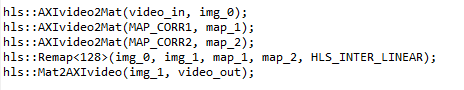 hls::AXIvideo2Mat(video_in, img_0);
hls::AXIvideo2Mat(MAP_CORR1, map_1);
hls::AXIvideo2Mat(MAP_CORR2, map_2);
hls::Remap<128>(img_0, img_1, map_1, map_2, HLS_INTER_LINEAR);
hls::Mat2AXIvideo(img_1, video_out);